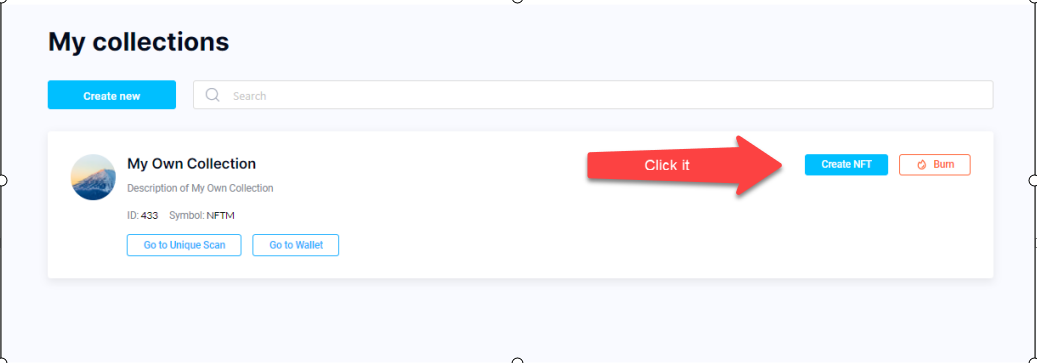 My collections
Create new
Search
My Own Collection
Click it
Create NFT
Burn
Description of My Own Collection
ID: 433 Symbol: NFTM
Go to Unique Scan
Go to Wallet